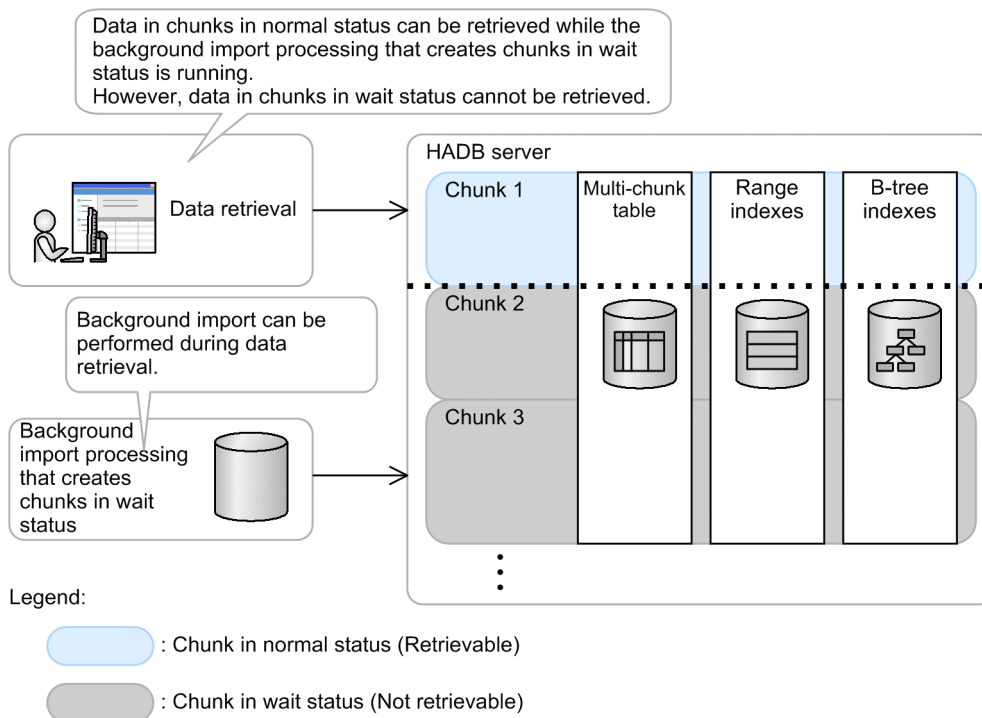 Data in chunks in normal status can be retrieved while the
background import processing that creates chunks in wait
status is running.
However, data in chunks in wait status cannot be retrieved.
Data retrieval
HADB server
Chunk 1
Multi-chunk
table
Range
indexes
B-tree
indexes
Background import can be
performed during data
retrieval.
Chunk 2
Background
import processing
that creates
chunks in wait
status
Chunk 3
Legend:
: Chunk in normal status (Retrievable)
: Chunk in wait status (Not retrievable)